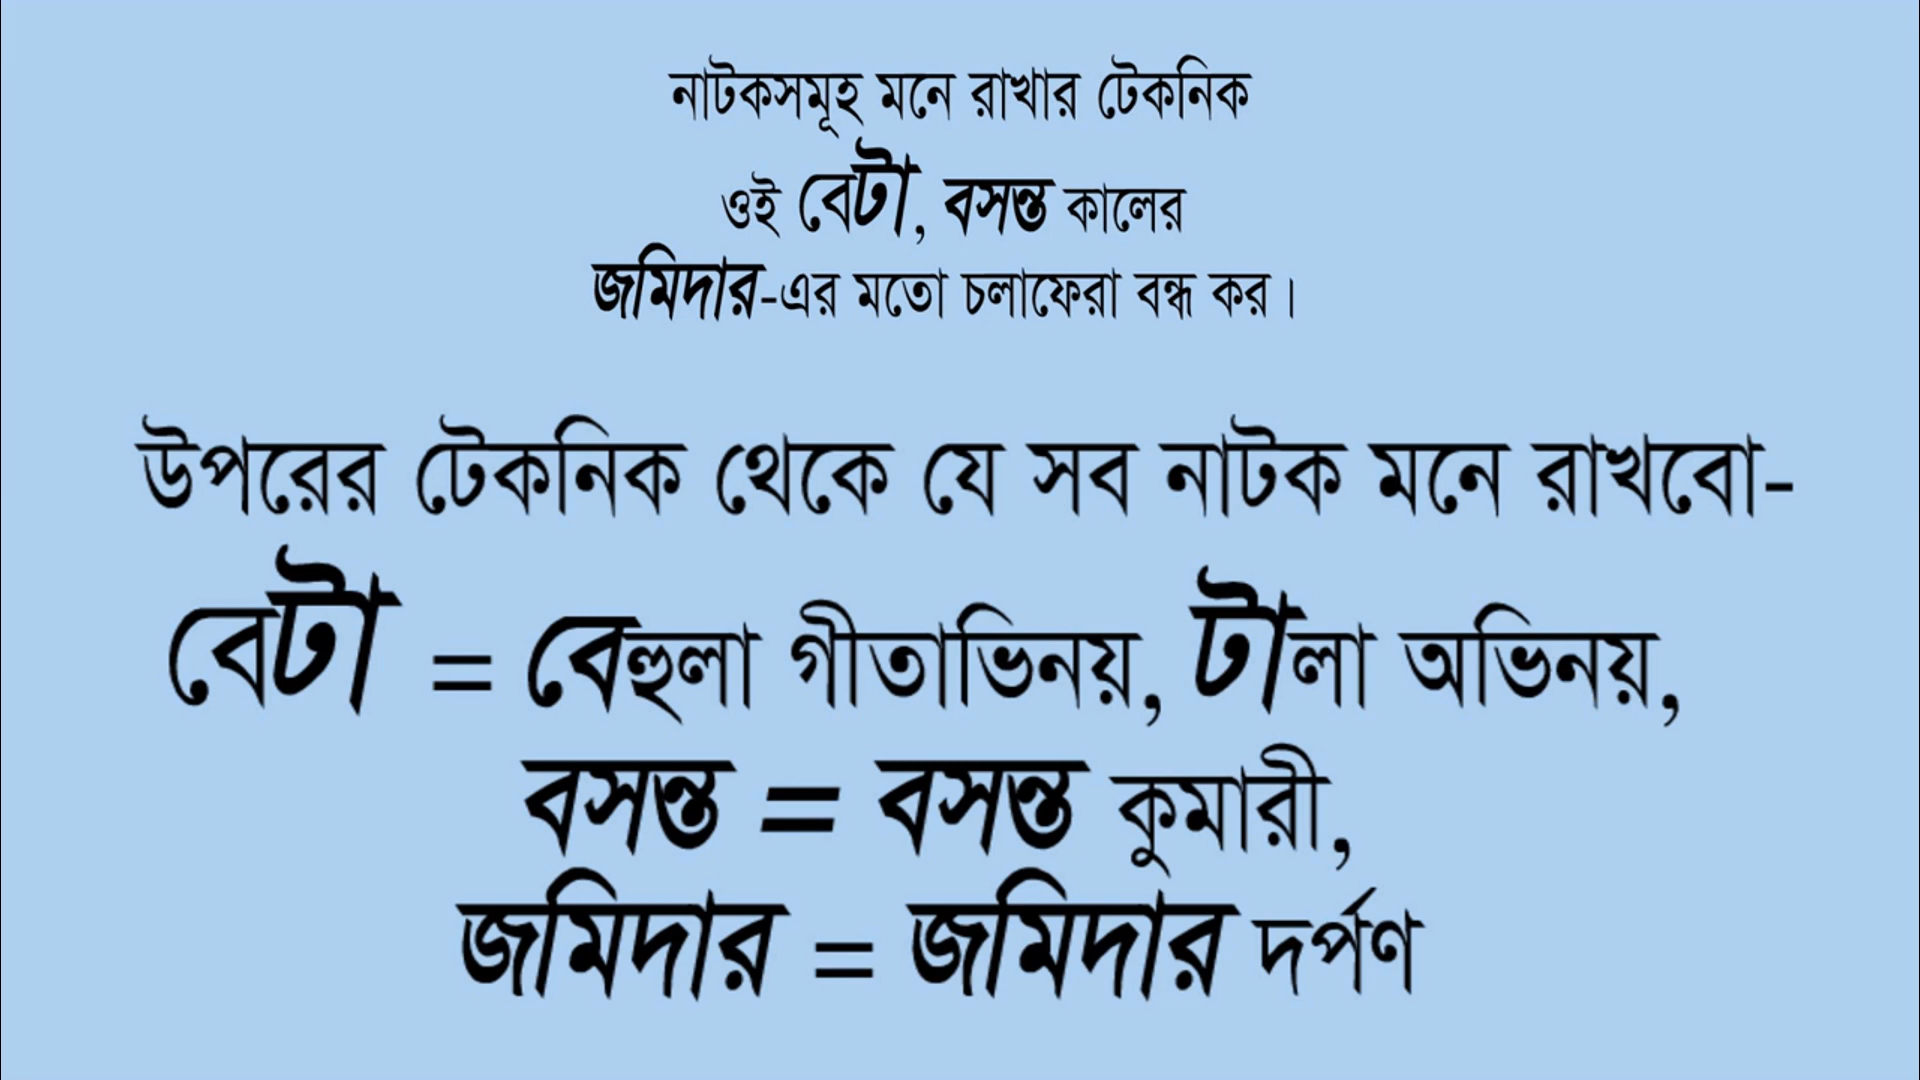 নাটকসমূহ মনে রাখার টেকনিক
ওই বেটা, বসন্ত কালের
জমিদার-এর মতো চলাফেরা বন্ধ কর।
উপরের টেকনিক থেকে যে সব নাটক মনে রাখবো-
বেটা = বেহুলা গীতাভিনয়, টালা অভিনয়,
বসন্ত = বসন্ত কুমারী,
জমিদার = জমিদার দর্পণ